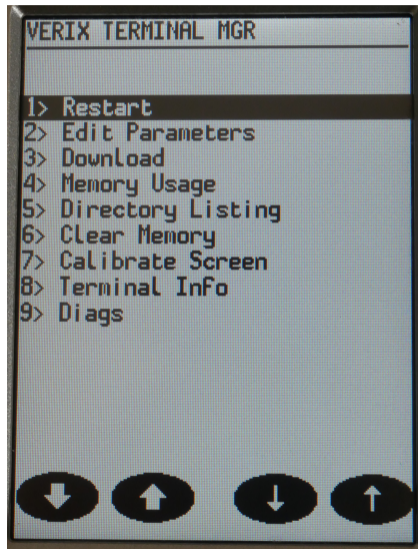 VERIX TERMINAL MGR
1> Restart
2> Edit Parameters
3> Download
4> Memory Usage
5> Directory Listing
6> Clear Memory
7> Calibrate Screen
8> Terminal Info
9> Diags